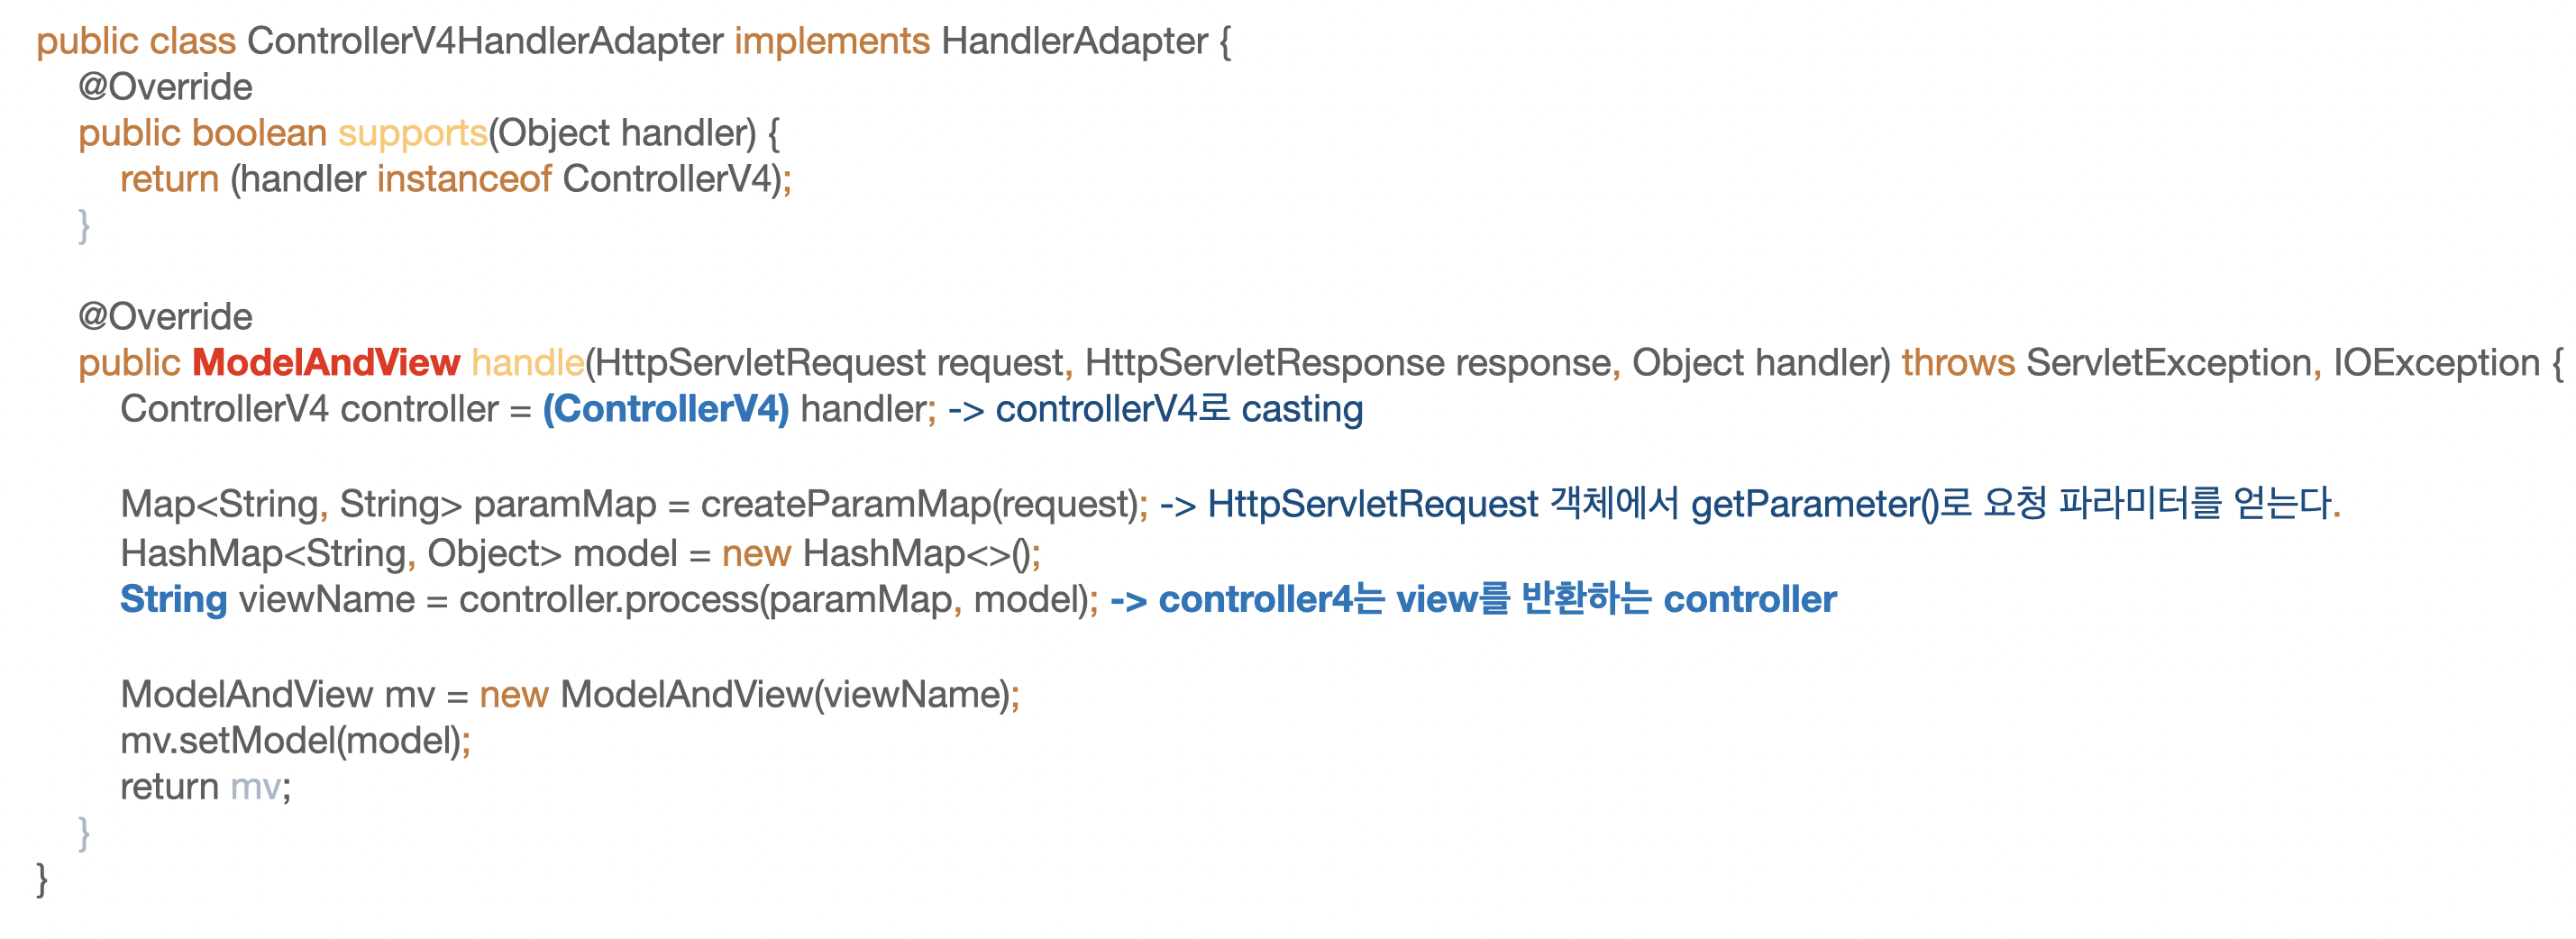 public class ControllerV4HandlerAdapter implements HandlerAdapter {
@Override
public boolean supports(Object handler) {
return (handler instanceof ControllerV4);
}
@Override
public ModelAndView handle(HttpServletRequest request, HttpServletResponse response, Object handler) throws ServletException, IOException {
ControllerV4 controller = (ControllerV4) handler; -> controllerV4로 casting
Map<String, String> paramMap = createParamMap(request); -> HttpServletRequest 객체에서 getParameter()로 요청 파라미터를 얻는다.
HashMap<String, Object> model = new HashMap<>();
String viewName = controller.process(paramMap, model); -> controller4는 view를 반환하는 controller
ModelAndView mv = new ModelAndView(viewName);
mv.setModel(model);
return mv;
}
}